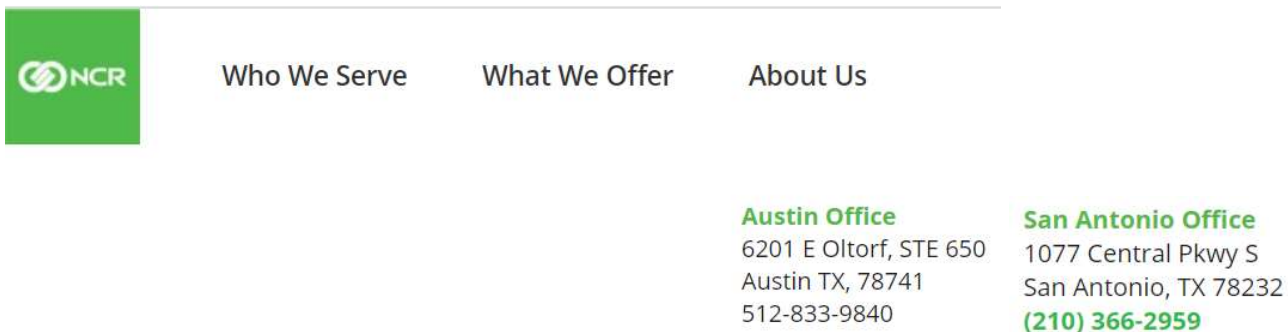 NCR
Who We Serve
What We Offer
About Us
Austin Office
6201 E Oltorf, STE 650
Austin TX, 78741
512-833-9840
San Antonio Office
1077 Central Pkwy S
San Antonio, TX 78232
(210) 366-2959